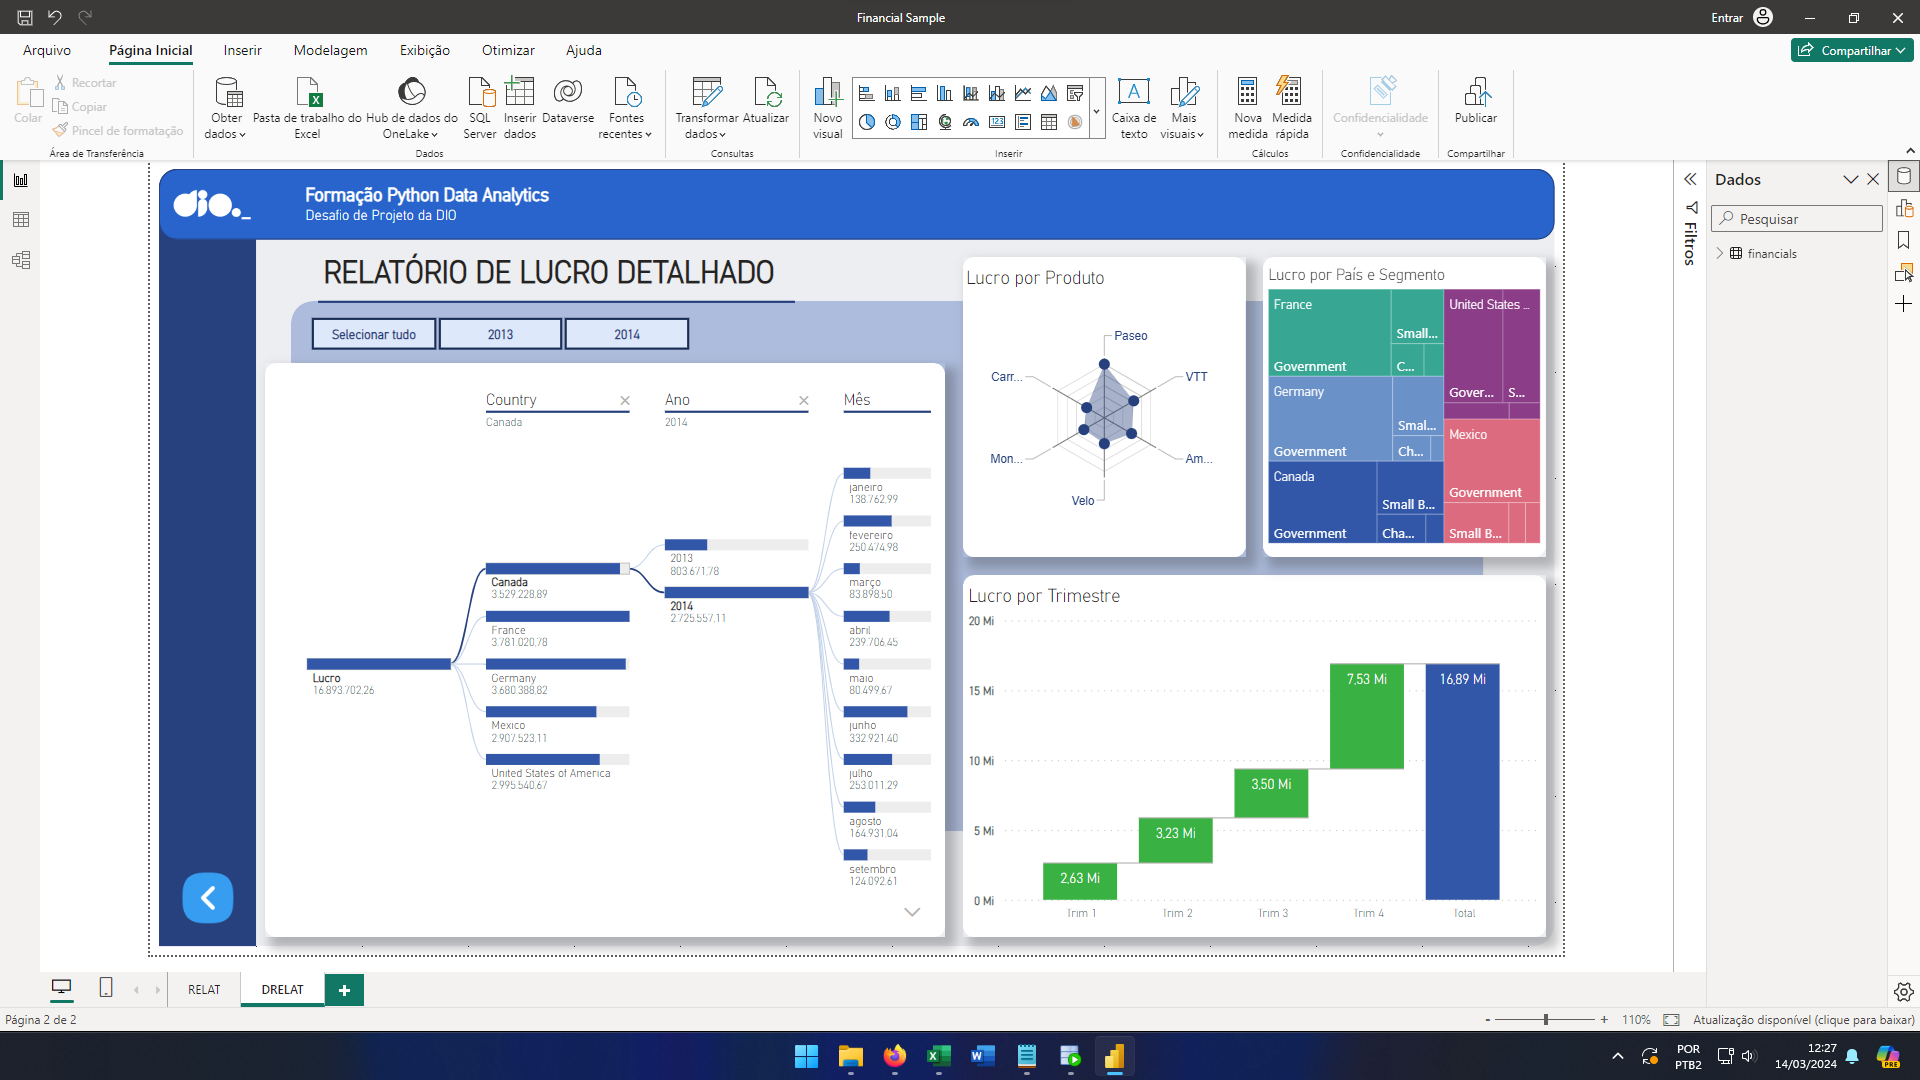 Financial Sample
Entrar
Arquivo
Página Inicial
Inserir
Modelagem
Exibição
Otimizar
Ajuda
Compartilhar
Colar
Recortar
Copiar
Pincel de formatação
Área de Transferência
Obter dados
Pasta de trabalho do Excel
Hub de dados do OneLake
SQL Server
Inserir dados
Dataverse
Fontes recentes
Dados
Transformar dados
Atualizar
Consultas
Novo visual
Caixa de texto
Mais visuais
Inserir
Nova medida
Medida rápida
Cálculos
Confidencialidade
Confidencialidade
Publicar
Compartilhar
dio._
Formação Python Data Analytics
Desafio de Projeto da DIO
RELATÓRIO DE LUCRO DETALHADO
Selecionar tudo
2013
2014
Country
Canada
Ano
2014
Mês
Lucro
16.893.702,26
Canada
3.529.228,89
France
3.781.020,78
Germany
3.680.388,82
Mexico
2.907.523,11
United States of America
2.995.540,67
2013
803.671,78
2014
2.725.557,11
janeiro
138.762,99
fevereiro
250.474,98
março
83.898,50
abril
239.706,45
maio
80.499,67
junho
332.921,40
julho
253.011,29
agosto
164.931,04
setembro
124.092,61
Lucro por Produto
Paseo
VTT
Am...
Velo
Mon...
Carr...
Lucro por País e Segmento
France
Government
Small...
C...
Germany
Government
Smal...
Ch...
Canada
Government
Small B...
Cha...
United States ...
Gover...
S...
Mexico
Government
Small B...
Lucro por Trimestre
20 Mi
15 Mi
10 Mi
5 Mi
0 Mi
2,63 Mi
3,23 Mi
3,50 Mi
7,53 Mi
16,89 Mi
Trim 1
Trim 2
Trim 3
Trim 4
Total
Filtros
Dados
Pesquisar
financials
RELAT
DRELAT
Página 2 de 2
- + 110%
Atualização disponível (clique para baixar)
POR
PTB2
12:27
14/03/2024
PRE